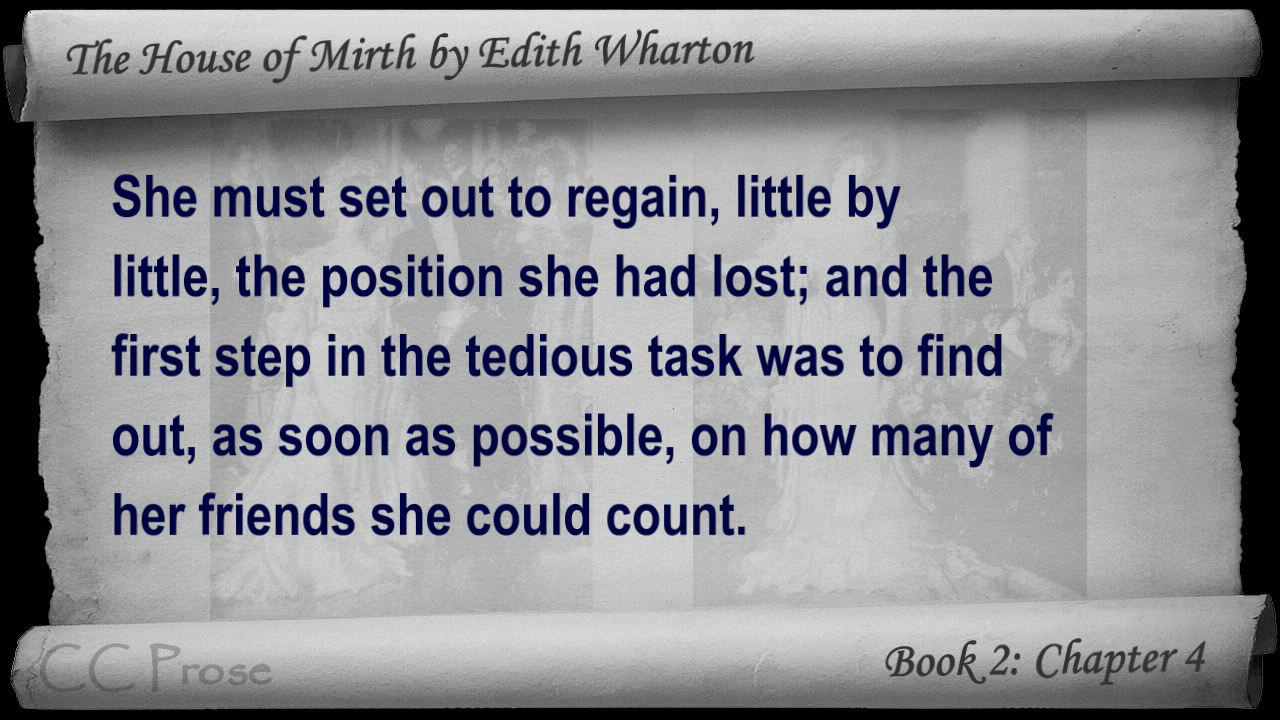 The House of Mirth by Edith Wharton
She must set out to regain, little by
little, the position she had lost; and the
first step in the tedious task was to find
out, as soon as possible, on how many of
her friends she could count.
CC Prose
Book 2: Chapter 4